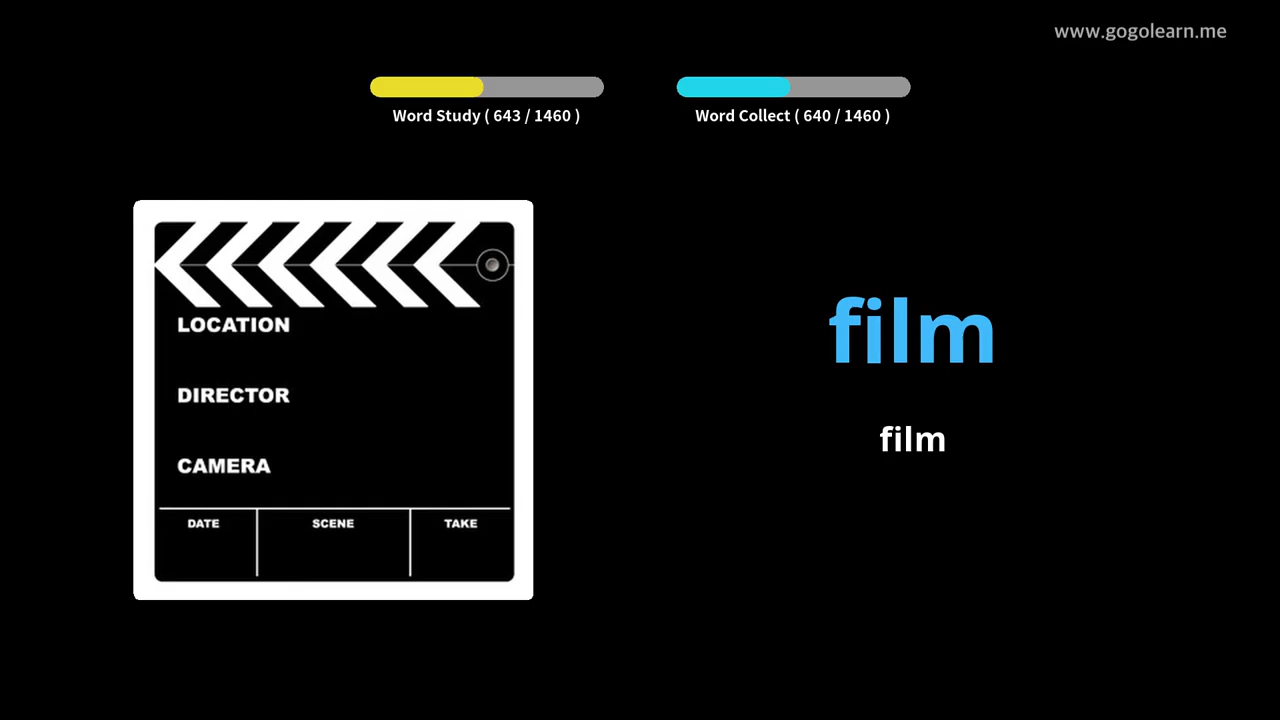 www.gogolearn.me
Word Study ( 643 / 1460 )
Word Collect ( 640 / 1460 )
LOCATION
DIRECTOR
CAMERA
DATE
SCENE
TAKE
film
film